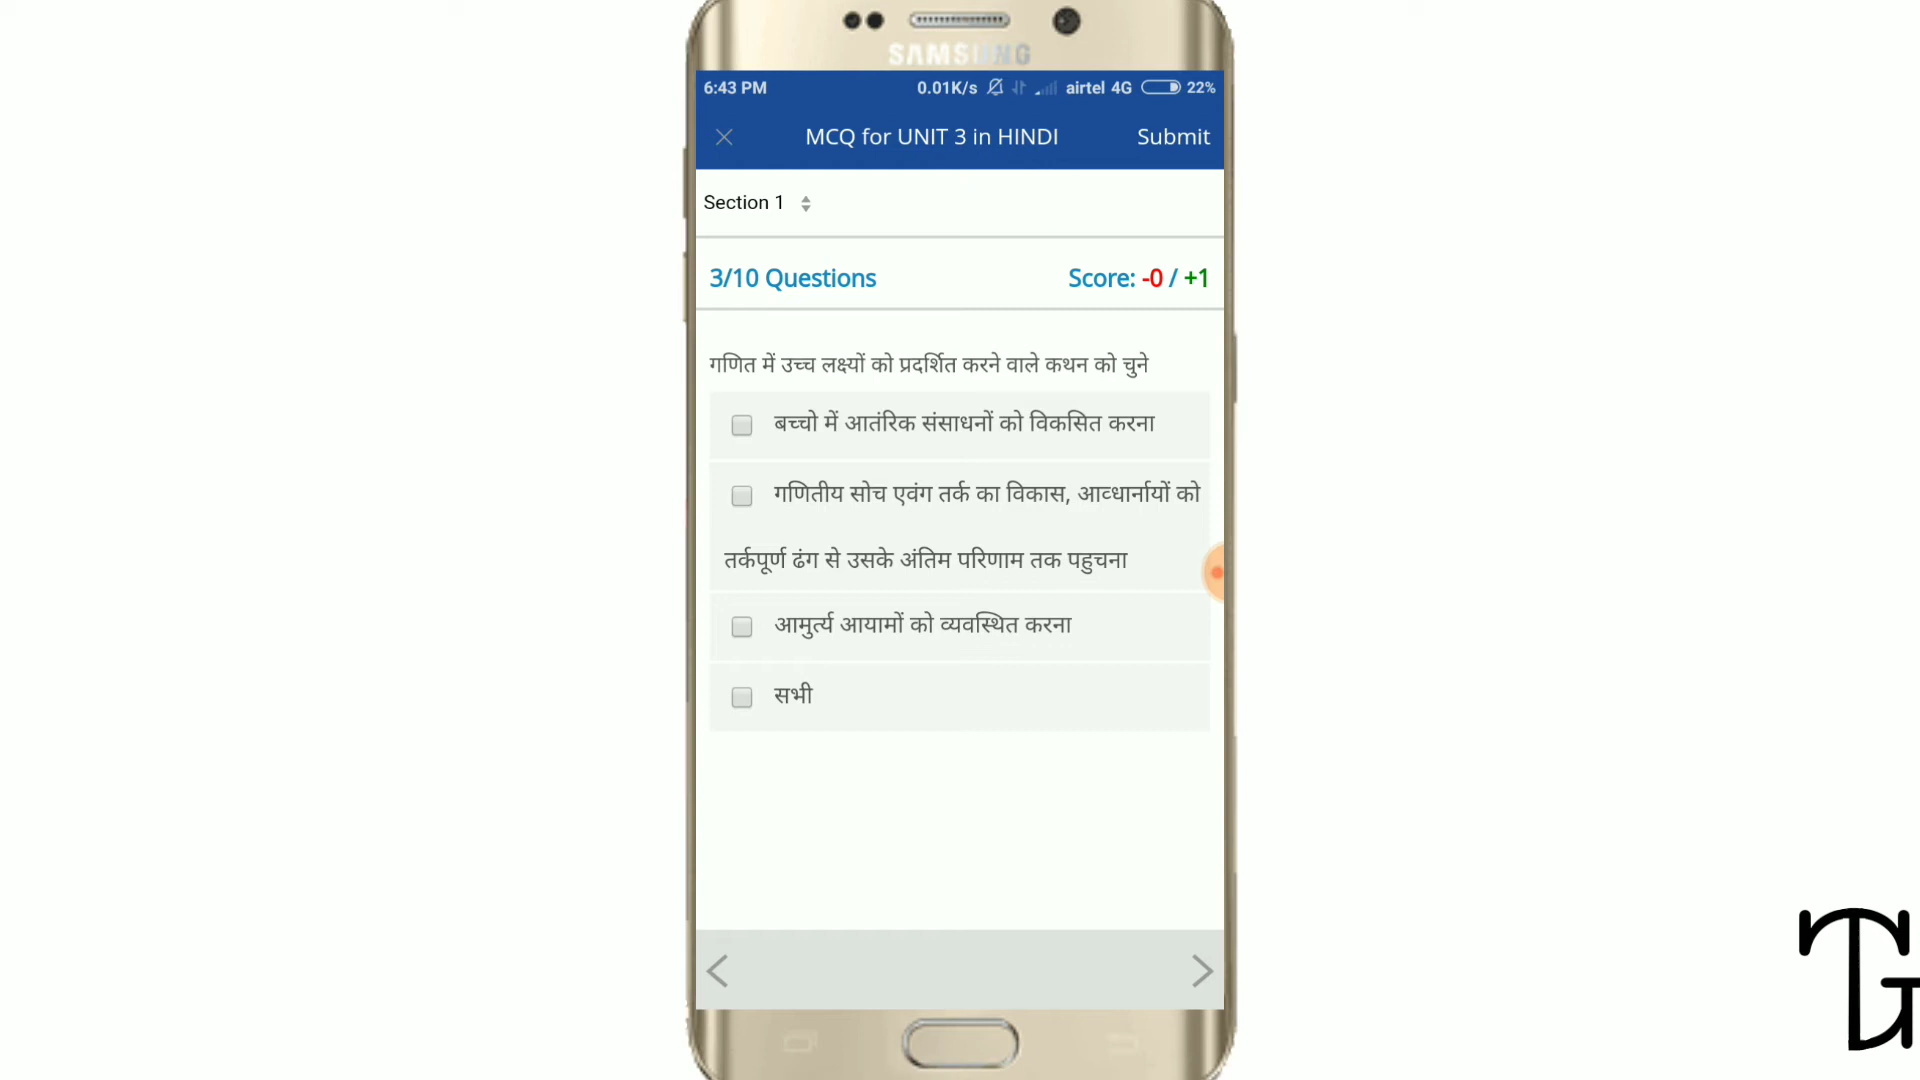 SAMSUNG
6:43 PM 0.01K/s airtel 4G 22%
MCQ for UNIT 3 in HINDI Submit
Section 1
3/10 Questions Score: -0 / +1
गणित में उच्च लक्ष्यों को प्रदर्शित करने वाले कथन को चुने
बच्चो में आतंरिक संसाधनों को विकसित करना
गणितीय सोच एवंग तर्क का विकास, आव्धार्नायों को
तर्कपूर्ण ढंग से उसके अंतिम परिणाम तक पहुचना
आमुर्त्य आयामों को व्यवस्थित करना
सभी
TG